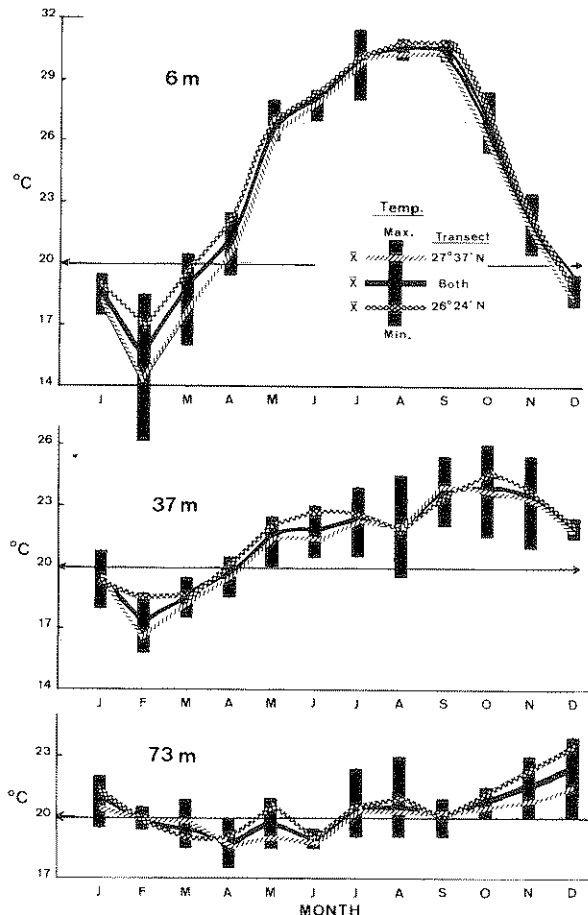 32
6 m
29
26
°C
23
Temp.
Max. Transect
x̄ 27°37'N
20
x̄ Both
x̄ 26°24'N
17
Min.
14
J F M A M J J A S O N D
26
37 m
23
°C
20
17
14
J F M A M J J A S O N D
73 m
23
°C
20
17
J F M A M J J A S O N D
MONTH